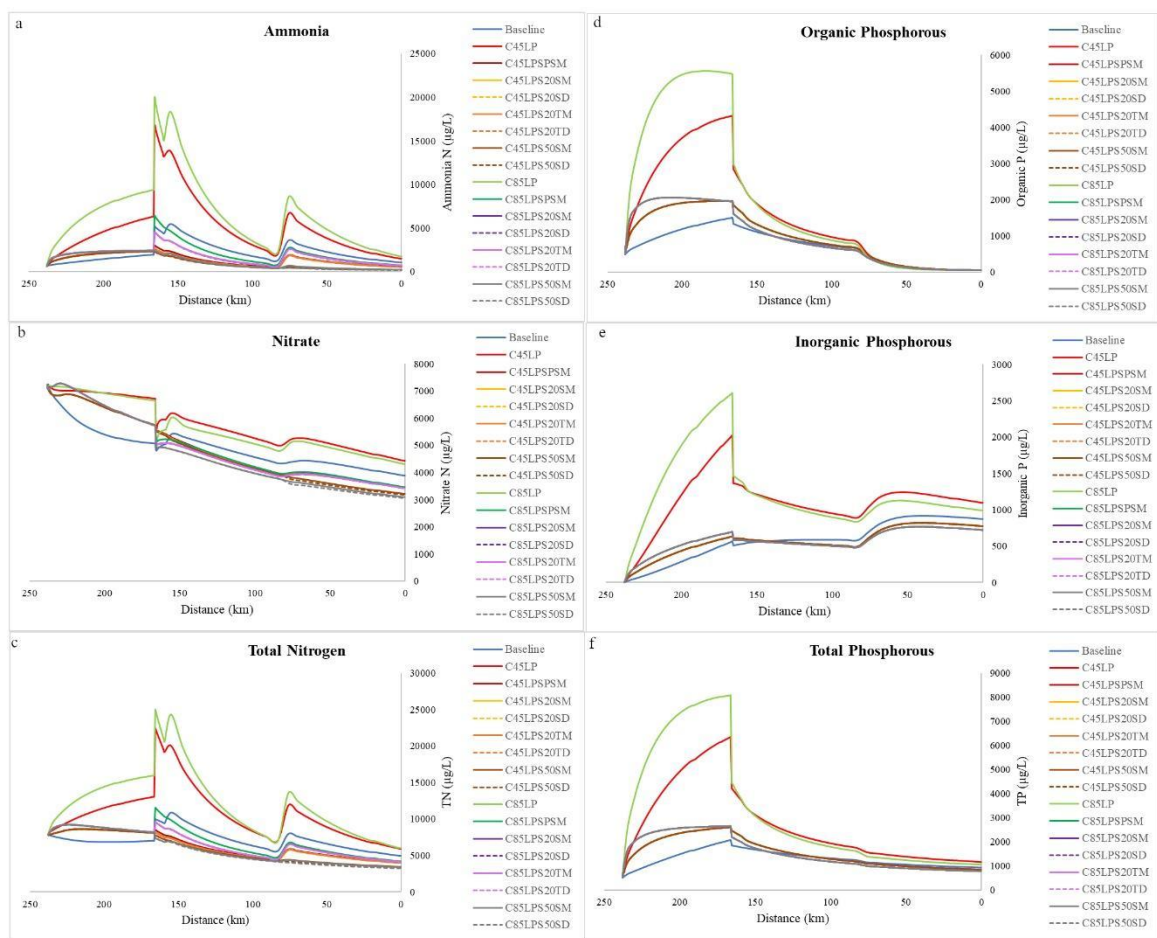 a
Ammonia
25000
20000
15000
10000
5000
0
Ammonia N (µg/L)
250 200 150 100 50 0
Distance (km)
Baseline
C45LP
C45LPSPSM
C45LPS20SM
C45LPS20SD
C45LPS20TM
C45LPS20TD
C45LPS50SM
C45LPS50SD
C85LP
C85LPSPSM
C85LPS20SM
C85LPS20SD
C85LPS20TM
C85LPS20TD
C85LPS50SM
C85LPS50SD
b
Nitrate
8000
7000
6000
5000
4000
3000
2000
1000
0
Nitrate N (µg/L)
250 200 150 100 50 0
Distance (km)
Baseline
C45LP
C45LPSPSM
C45LPS20SM
C45LPS20SD
C45LPS20TM
C45LPS20TD
C45LPS50SM
C45LPS50SD
C85LP
C85LPSPSM
C85LPS20SM
C85LPS20SD
C85LPS20TM
C85LPS20TD
C85LPS50SM
C85LPS50SD
c
Total Nitrogen
30000
25000
20000
15000
10000
5000
0
TN (µg/L)
250 200 150 100 50 0
Distance (km)
Baseline
C45LP
C45LPSPSM
C45LPS20SM
C45LPS20SD
C45LPS20TM
C45LPS20TD
C45LPS50SM
C45LPS50SD
C85LP
C85LPSPSM
C85LPS20SM
C85LPS20SD
C85LPS20TM
C85LPS20TD
C85LPS50SM
C85LPS50SD
d
Organic Phosphorous
6000
5000
4000
3000
2000
1000
0
Organic P (µg/L)
250 200 150 100 50 0
Distance (km)
Baseline
C45LP
C45LPSPSM
C45LPS20SM
C45LPS20SD
C45LPS20TM
C45LPS20TD
C45LPS50SM
C45LPS50SD
C85LP
C85LPSPSM
C85LPS20SM
C85LPS20SD
C85LPS20TM
C85LPS20TD
C85LPS50SM
C85LPS50SD
e
Inorganic Phosphorous
3000
2500
2000
1500
1000
500
0
Inorganic P (µg/L)
250 200 150 100 50 0
Distance (km)
Baseline
C45LP
C45LPSPSM
C45LPS20SM
C45LPS20SD
C45LPS20TM
C45LPS20TD
C45LPS50SM
C45LPS50SD
C85LP
C85LPSPSM
C85LPS20SM
C85LPS20SD
C85LPS20TM
C85LPS20TD
C85LPS50SM
C85LPS50SD
f
Total Phosphorous
9000
8000
7000
6000
5000
4000
3000
2000
1000
0
TP (µg/L)
250 200 150 100 50 0
Distance (km)
Baseline
C45LP
C45LPSPSM
C45LPS20SM
C45LPS20SD
C45LPS20TM
C45LPS20TD
C45LPS50SM
C45LPS50SD
C85LP
C85LPSPSM
C85LPS20SM
C85LPS20SD
C85LPS20TM
C85LPS20TD
C85LPS50SM
C85LPS50SD